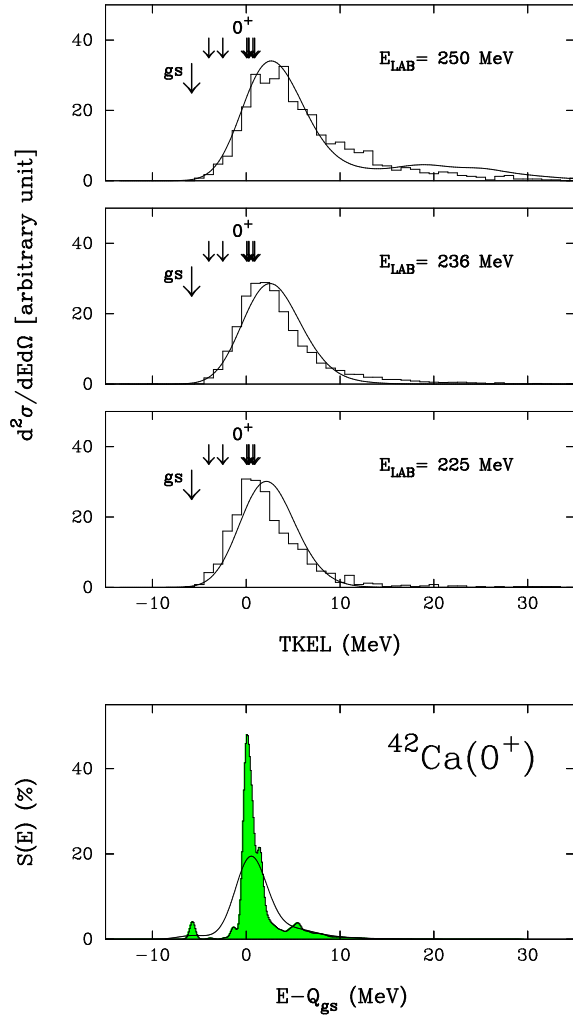 0⁺
gs
E_LAB= 250 MeV
40
20
0
0⁺
gs
E_LAB= 236 MeV
40
20
0
0⁺
gs
E_LAB= 225 MeV
40
20
0
−10 0 10 20 30
TKEL (MeV)
d²σ/dEdΩ [arbitrary unit]
⁴²Ca(0⁺)
40
20
0
−10 0 10 20 30
S(E) (%)
E−Q_gs (MeV)